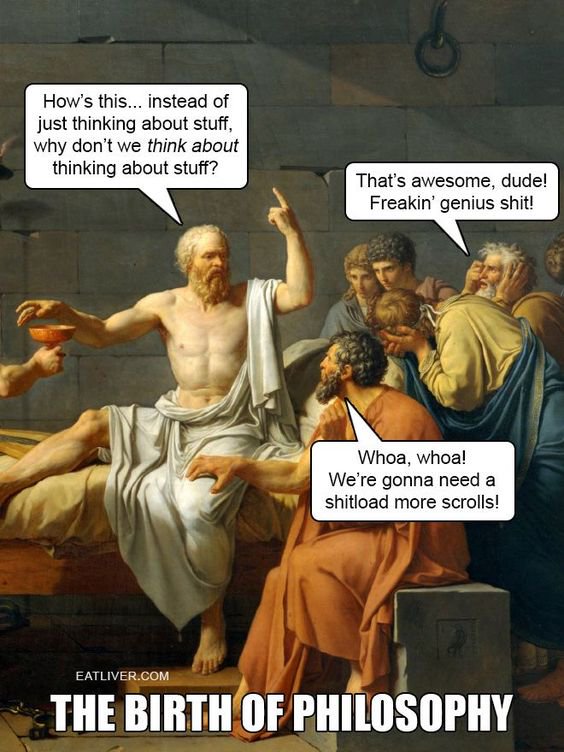 How's this... instead of
just thinking about stuff,
why don't we think about
thinking about stuff?
That's awesome, dude!
Freakin' genius shit!
Whoa, whoa!
We're gonna need a
shitload more scrolls!
EATLIVER.COM
THE BIRTH OF PHILOSOPHY